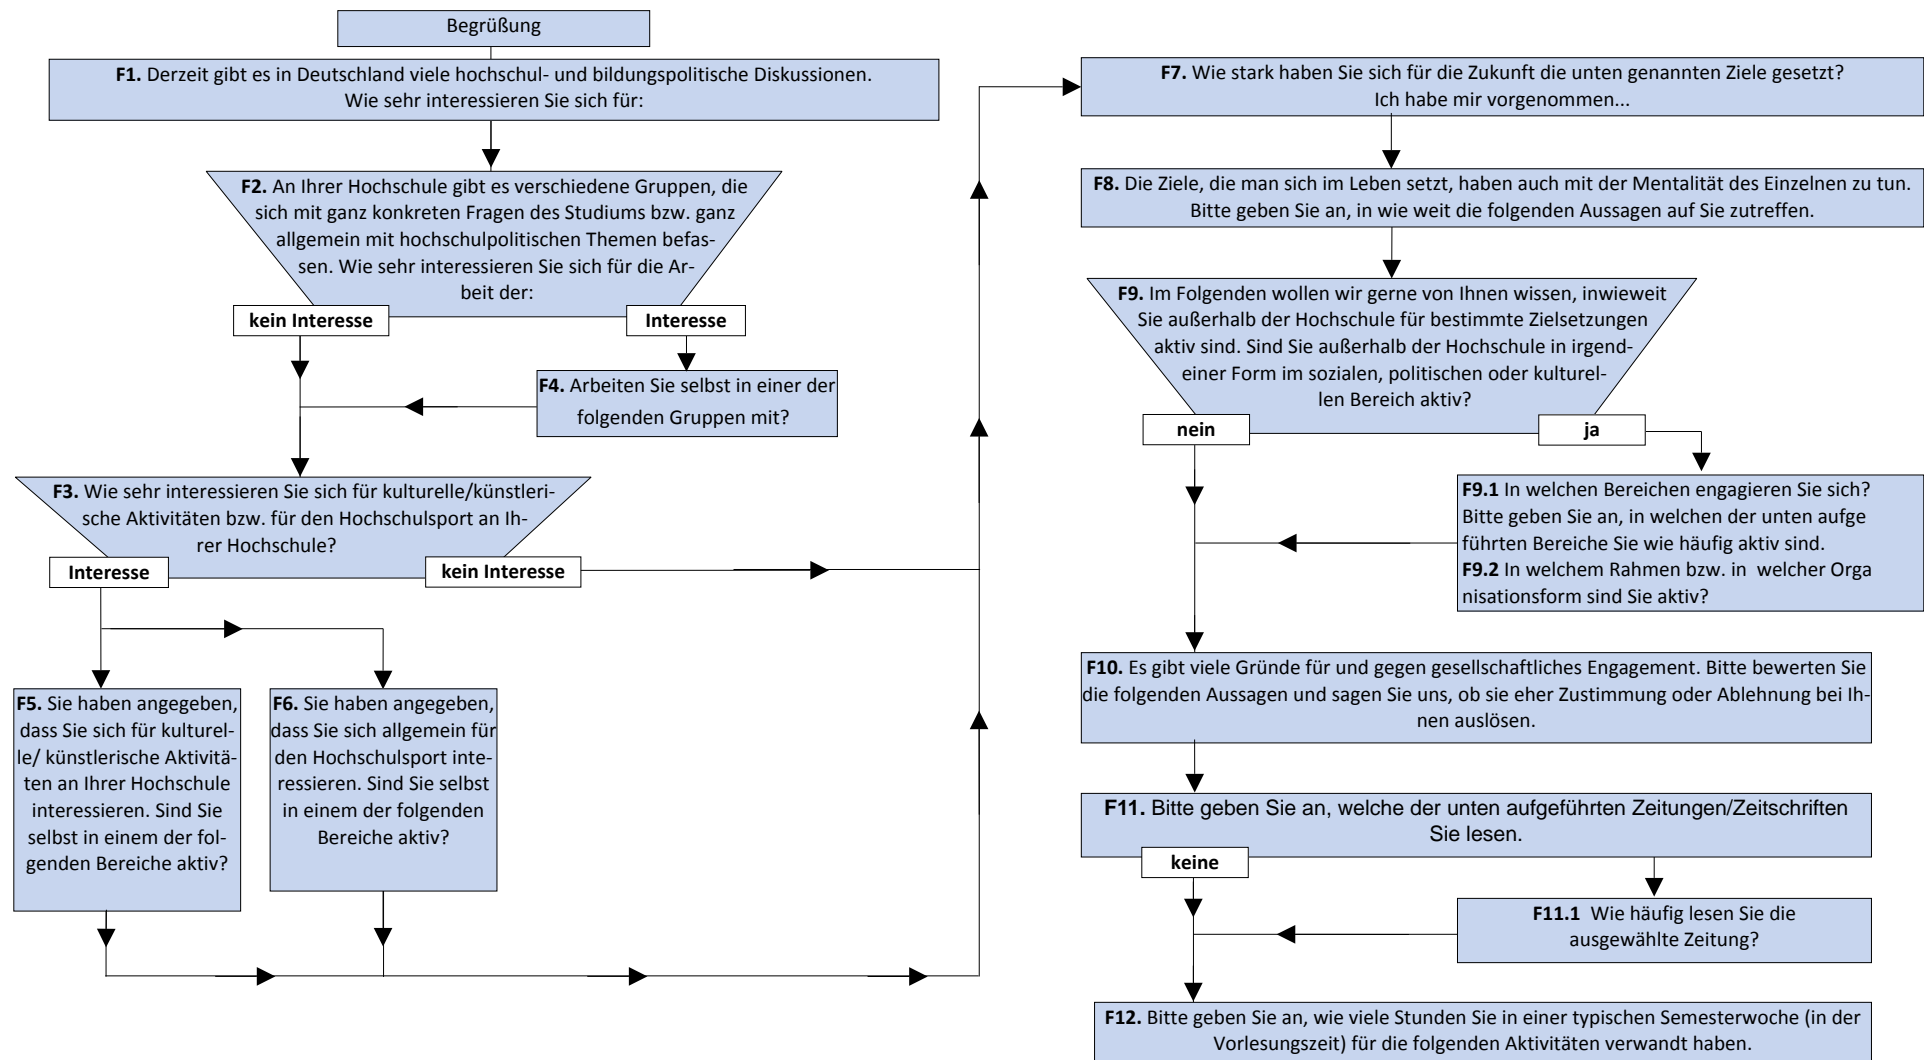 Begrüßung
F1. Derzeit gibt es in Deutschland viele hochschul- und bildungspolitische Diskussionen.
Wie sehr interessieren Sie sich für:
F2. An Ihrer Hochschule gibt es verschiedene Gruppen, die
sich mit ganz konkreten Fragen des Studiums bzw. ganz
allgemein mit hochschulpolitischen Themen befas-
sen. Wie sehr interessieren Sie sich für die Ar-
beit der:
kein Interesse
Interesse
F4. Arbeiten Sie selbst in einer der
folgenden Gruppen mit?
F3. Wie sehr interessieren Sie sich für kulturelle/künstleri-
sche Aktivitäten bzw. für den Hochschulsport an Ih-
rer Hochschule?
Interesse
kein Interesse
F5. Sie haben angegeben,
dass Sie sich für kulturel-
le/ künstlerische Aktivitä-
ten an Ihrer Hochschule
interessieren. Sind Sie
selbst in einem der fol-
genden Bereiche aktiv?
F6. Sie haben angegeben,
dass Sie sich allgemein für
den Hochschulsport inte-
ressieren. Sind Sie selbst
in einem der folgenden
Bereiche aktiv?
F7. Wie stark haben Sie sich für die Zukunft die unten genannten Ziele gesetzt?
Ich habe mir vorgenommen...
F8. Die Ziele, die man sich im Leben setzt, haben auch mit der Mentalität des Einzelnen zu tun.
Bitte geben Sie an, in wie weit die folgenden Aussagen auf Sie zutreffen.
F9. Im Folgenden wollen wir gerne von Ihnen wissen, inwieweit
Sie außerhalb der Hochschule für bestimmte Zielsetzungen
aktiv sind. Sind Sie außerhalb der Hochschule in irgend-
einer Form im sozialen, politischen oder kulturel-
len Bereich aktiv?
nein
ja
F9.1 In welchen Bereichen engagieren Sie sich?
Bitte geben Sie an, in welchen der unten aufge
führten Bereiche Sie wie häufig aktiv sind.
F9.2 In welchem Rahmen bzw. in welcher Orga
nisationsform sind Sie aktiv?
F10. Es gibt viele Gründe für und gegen gesellschaftliches Engagement. Bitte bewerten Sie
die folgenden Aussagen und sagen Sie uns, ob sie eher Zustimmung oder Ablehnung bei Ih-
nen auslösen.
F11. Bitte geben Sie an, welche der unten aufgeführten Zeitungen/Zeitschriften
Sie lesen.
keine
F11.1 Wie häufig lesen Sie die
ausgewählte Zeitung?
F12. Bitte geben Sie an, wie viele Stunden Sie in einer typischen Semesterwoche (in der
Vorlesungszeit) für die folgenden Aktivitäten verwandt haben.